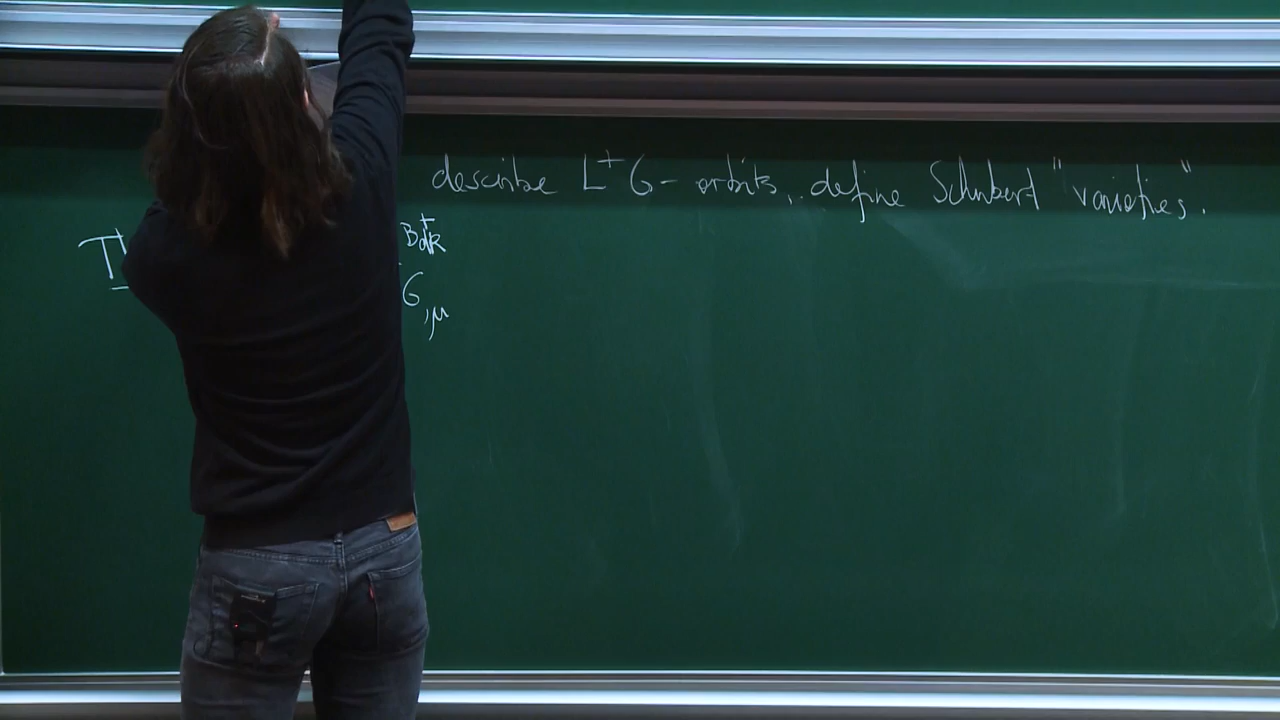 describe L⁺G-orbits, define Schubert "varieties".
B⁺dR
G,μ